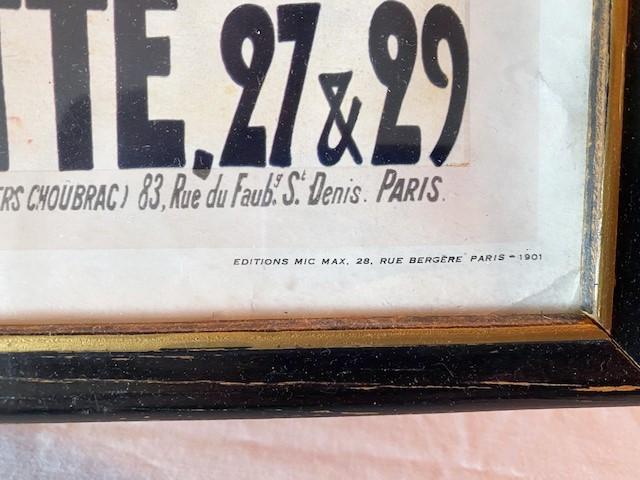 TTE. 27 & 29
ERS CHOUBRAC) 83, Rue du Faubg. St. Denis. PARIS.
EDITIONS MIC MAX, 28, RUE BERGÈRE PARIS - 1901